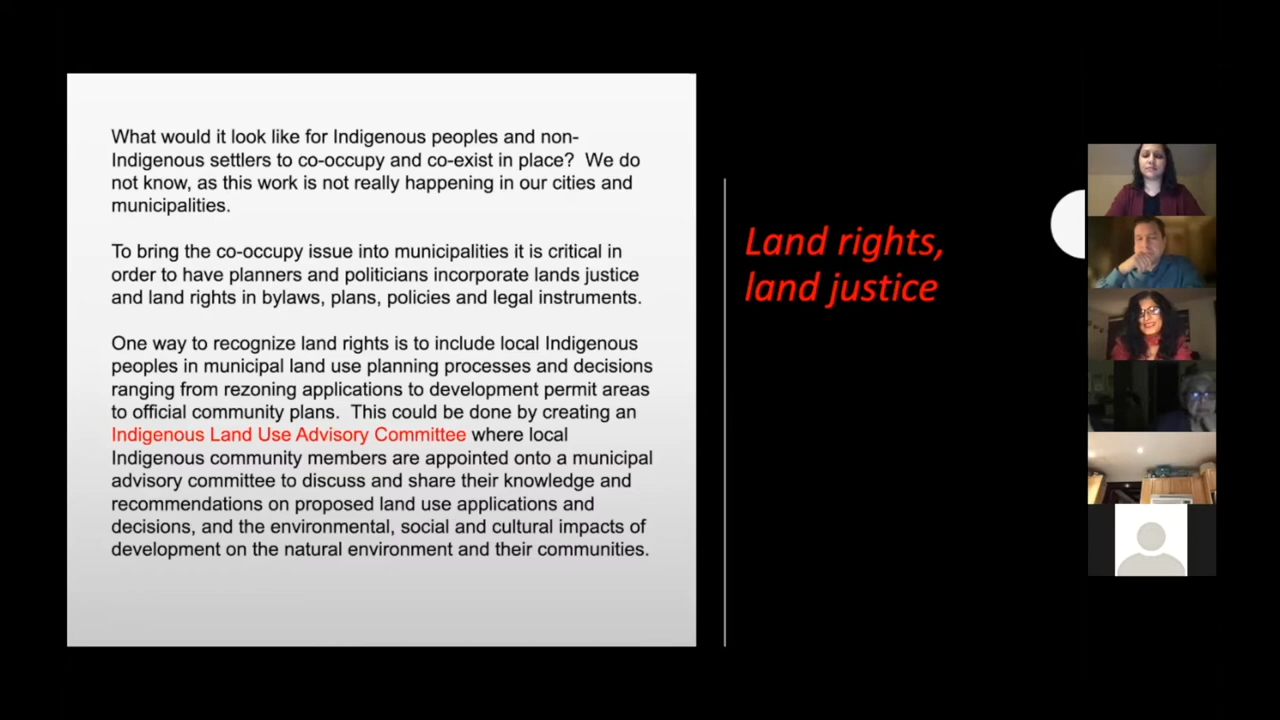 What would it look like for Indigenous peoples and non-
Indigenous settlers to co-occupy and co-exist in place?  We do
not know, as this work is not really happening in our cities and
municipalities.
To bring the co-occupy issue into municipalities it is critical in
order to have planners and politicians incorporate lands justice
and land rights in bylaws, plans, policies and legal instruments.
One way to recognize land rights is to include local Indigenous
peoples in municipal land use planning processes and decisions
ranging from rezoning applications to development permit areas
to official community plans.  This could be done by creating an
Indigenous Land Use Advisory Committee where local
Indigenous community members are appointed onto a municipal
advisory committee to discuss and share their knowledge and
recommendations on proposed land use applications and
decisions, and the environmental, social and cultural impacts of
development on the natural environment and their communities.
Land rights,
land justice